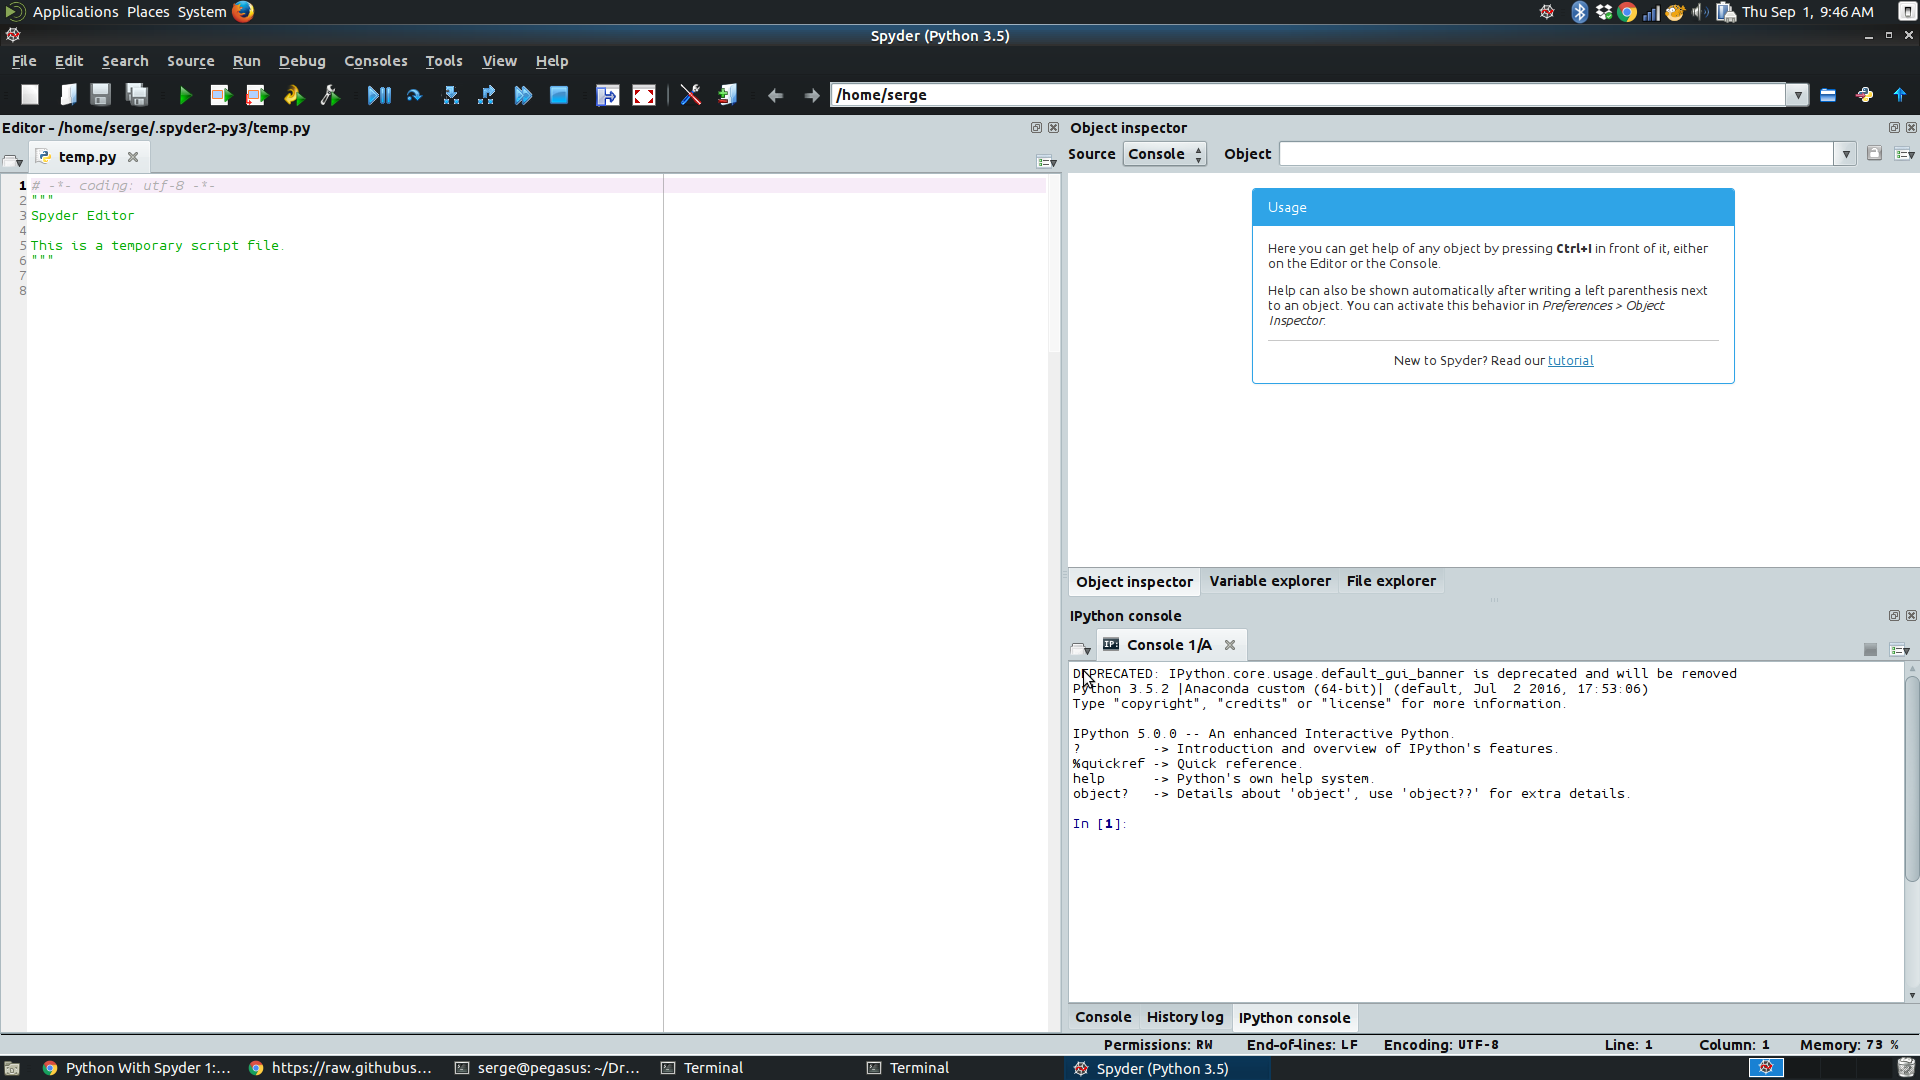 Applications Places System
Thu Sep 1, 9:46 AM
Spyder (Python 3.5)
File Edit Search Source Run Debug Consoles Tools View Help
/home/serge
Editor - /home/serge/.spyder2-py3/temp.py
temp.py
1 # -*- coding: utf-8 -*-
2 """
3 Spyder Editor
4
5 This is a temporary script file.
6 """
7
8
Object inspector
Source Console Object
Usage
Here you can get help of any object by pressing Ctrl+I in front of it, either
on the Editor or the Console.
Help can also be shown automatically after writing a left parenthesis next
to an object. You can activate this behavior in Preferences > Object
Inspector.
New to Spyder? Read our tutorial
Object inspector Variable explorer File explorer
IPython console
IP: Console 1/A
DEPRECATED: IPython.core.usage.default_gui_banner is deprecated and will be removed
Python 3.5.2 |Anaconda custom (64-bit)| (default, Jul  2 2016, 17:53:06)
Type "copyright", "credits" or "license" for more information.
IPython 5.0.0 -- An enhanced Interactive Python.
?         -> Introduction and overview of IPython's features.
%quickref -> Quick reference.
help      -> Python's own help system.
object?   -> Details about 'object', use 'object??' for extra details.
In [1]:
Console History log IPython console
Permissions: RW End-of-lines: LF Encoding: UTF-8 Line: 1 Column: 1 Memory: 73 %
Python With Spyder 1:... https://raw.githubus... serge@pegasus: ~/Dr... Terminal Terminal Spyder (Python 3.5)